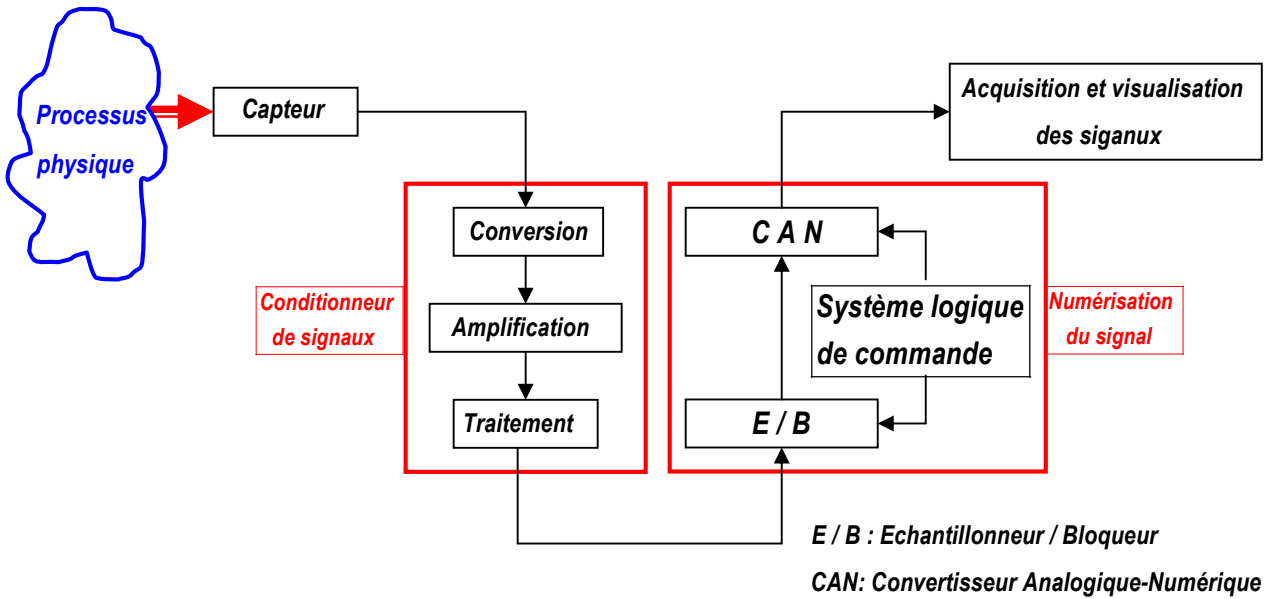 Processus
physique
Capteur
Acquisition et visualisation
des siganux
Conversion
C A N
Conditionneur
de signaux
Amplification
Système logique
de commande
Numérisation
du signal
Traitement
E / B
E / B : Echantillonneur / Bloqueur
CAN: Convertisseur Analogique-Numérique